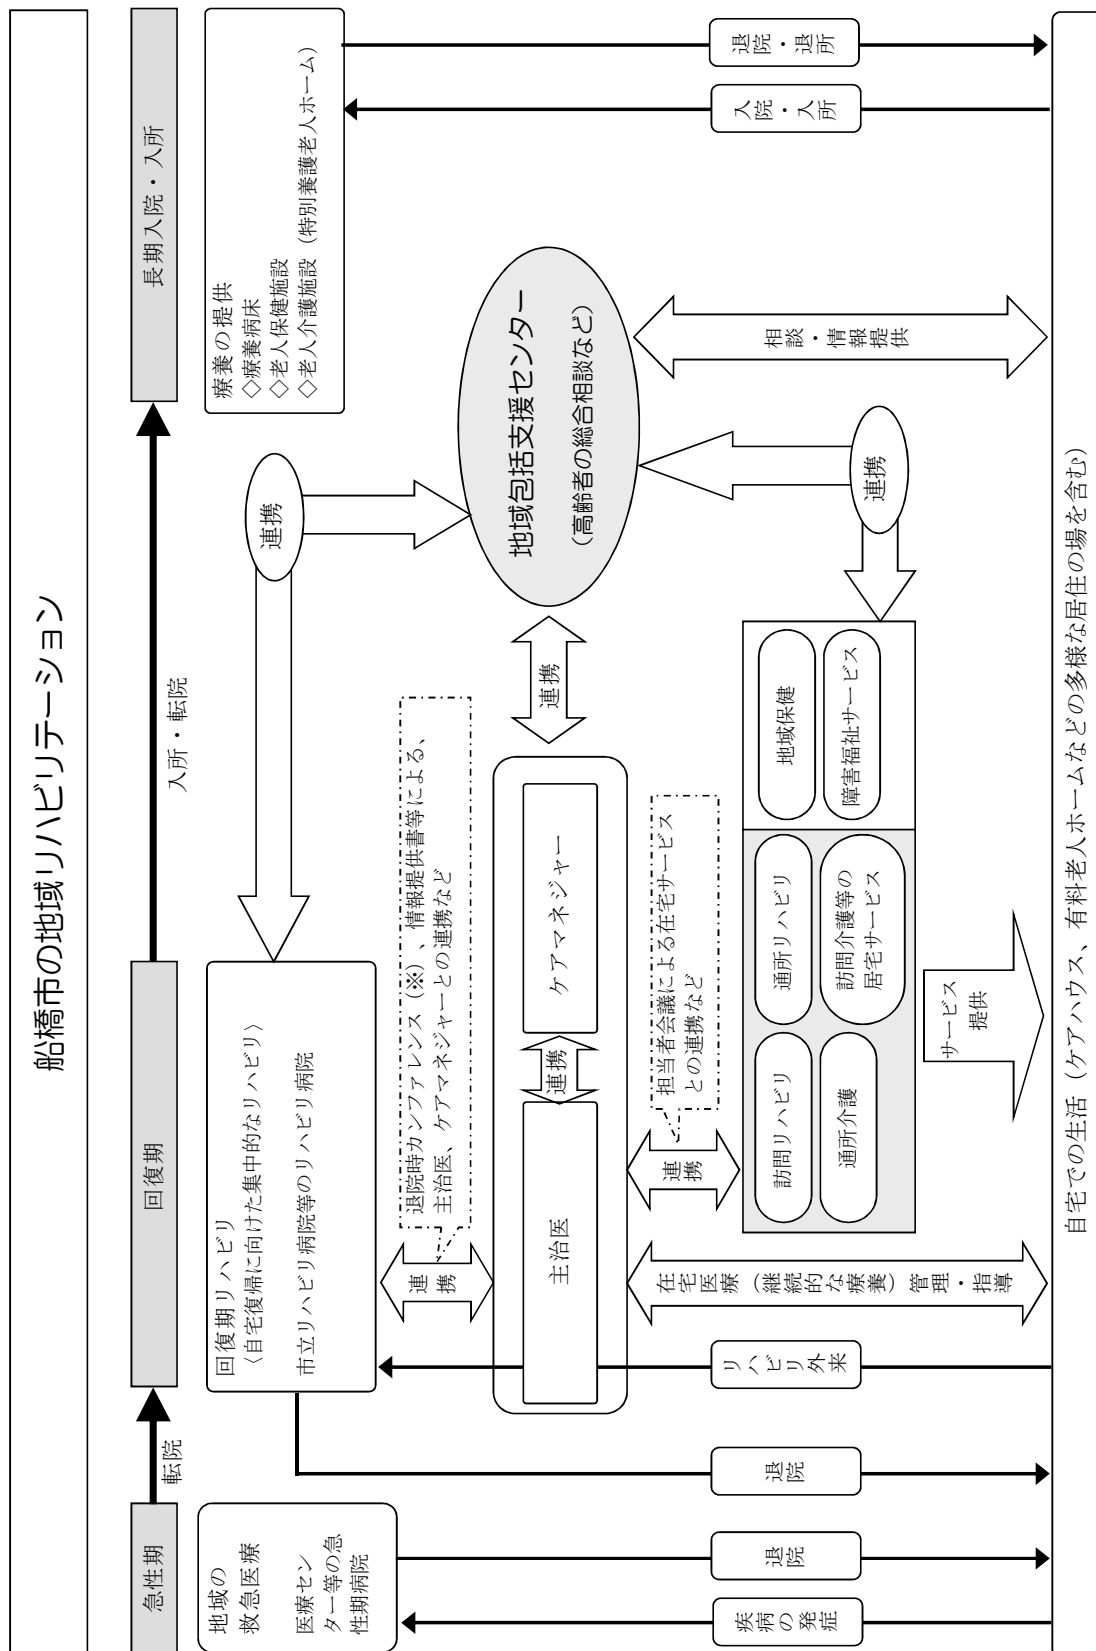 船橋市の地域リハビリテーション
急性期
転院
回復期
入所・転院
長期入院・入所
地域の
救急医療
医療セン
ター等の急
性期病院
回復期リハビリ
〈自宅復帰に向けた集中的なリハビリ〉
市立リハビリ病院等のリハビリ病院
療養の提供
◇療養病床
◇老人保健施設
◇老人介護施設（特別養護老人ホーム）
連携
連携
退院時カンファレンス（※）、情報提供書等による、
主治医、ケアマネジャーとの連携など
主治医
連携
ケアマネジャー
連携
地域包括支援センター
（高齢者の総合相談など）
連携
担当者会議による在宅サービス
との連携など
連携
訪問リハビリ
通所リハビリ
地域保健
通所介護
訪問介護等の
居宅サービス
障害福祉サービス
疾病の発症
退院
退院
リハビリ外来
在宅医療（継続的な療養）管理・指導
サービス
提供
相談・情報提供
入院・入所
退院・退所
自宅での生活（ケアハウス、有料老人ホームなどの多様な居住の場を含む）